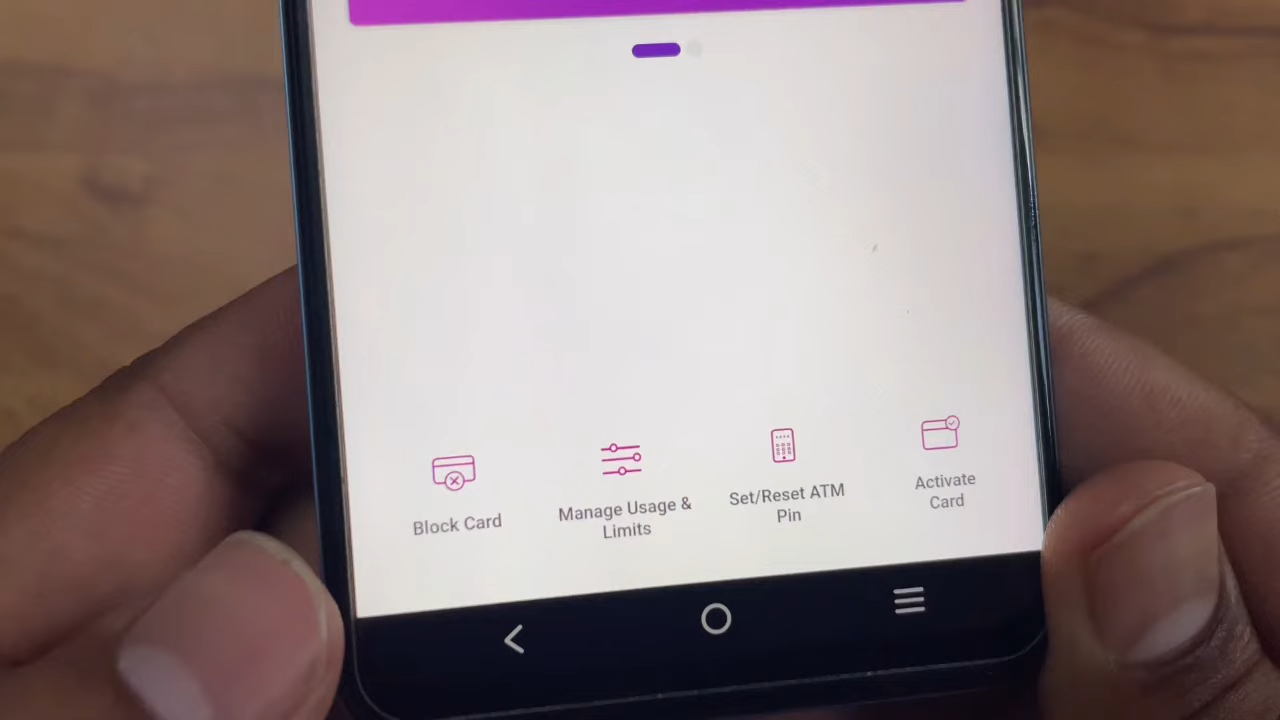 Block Card
Manage Usage &
Limits
Set/Reset ATM
Pin
Activate
Card